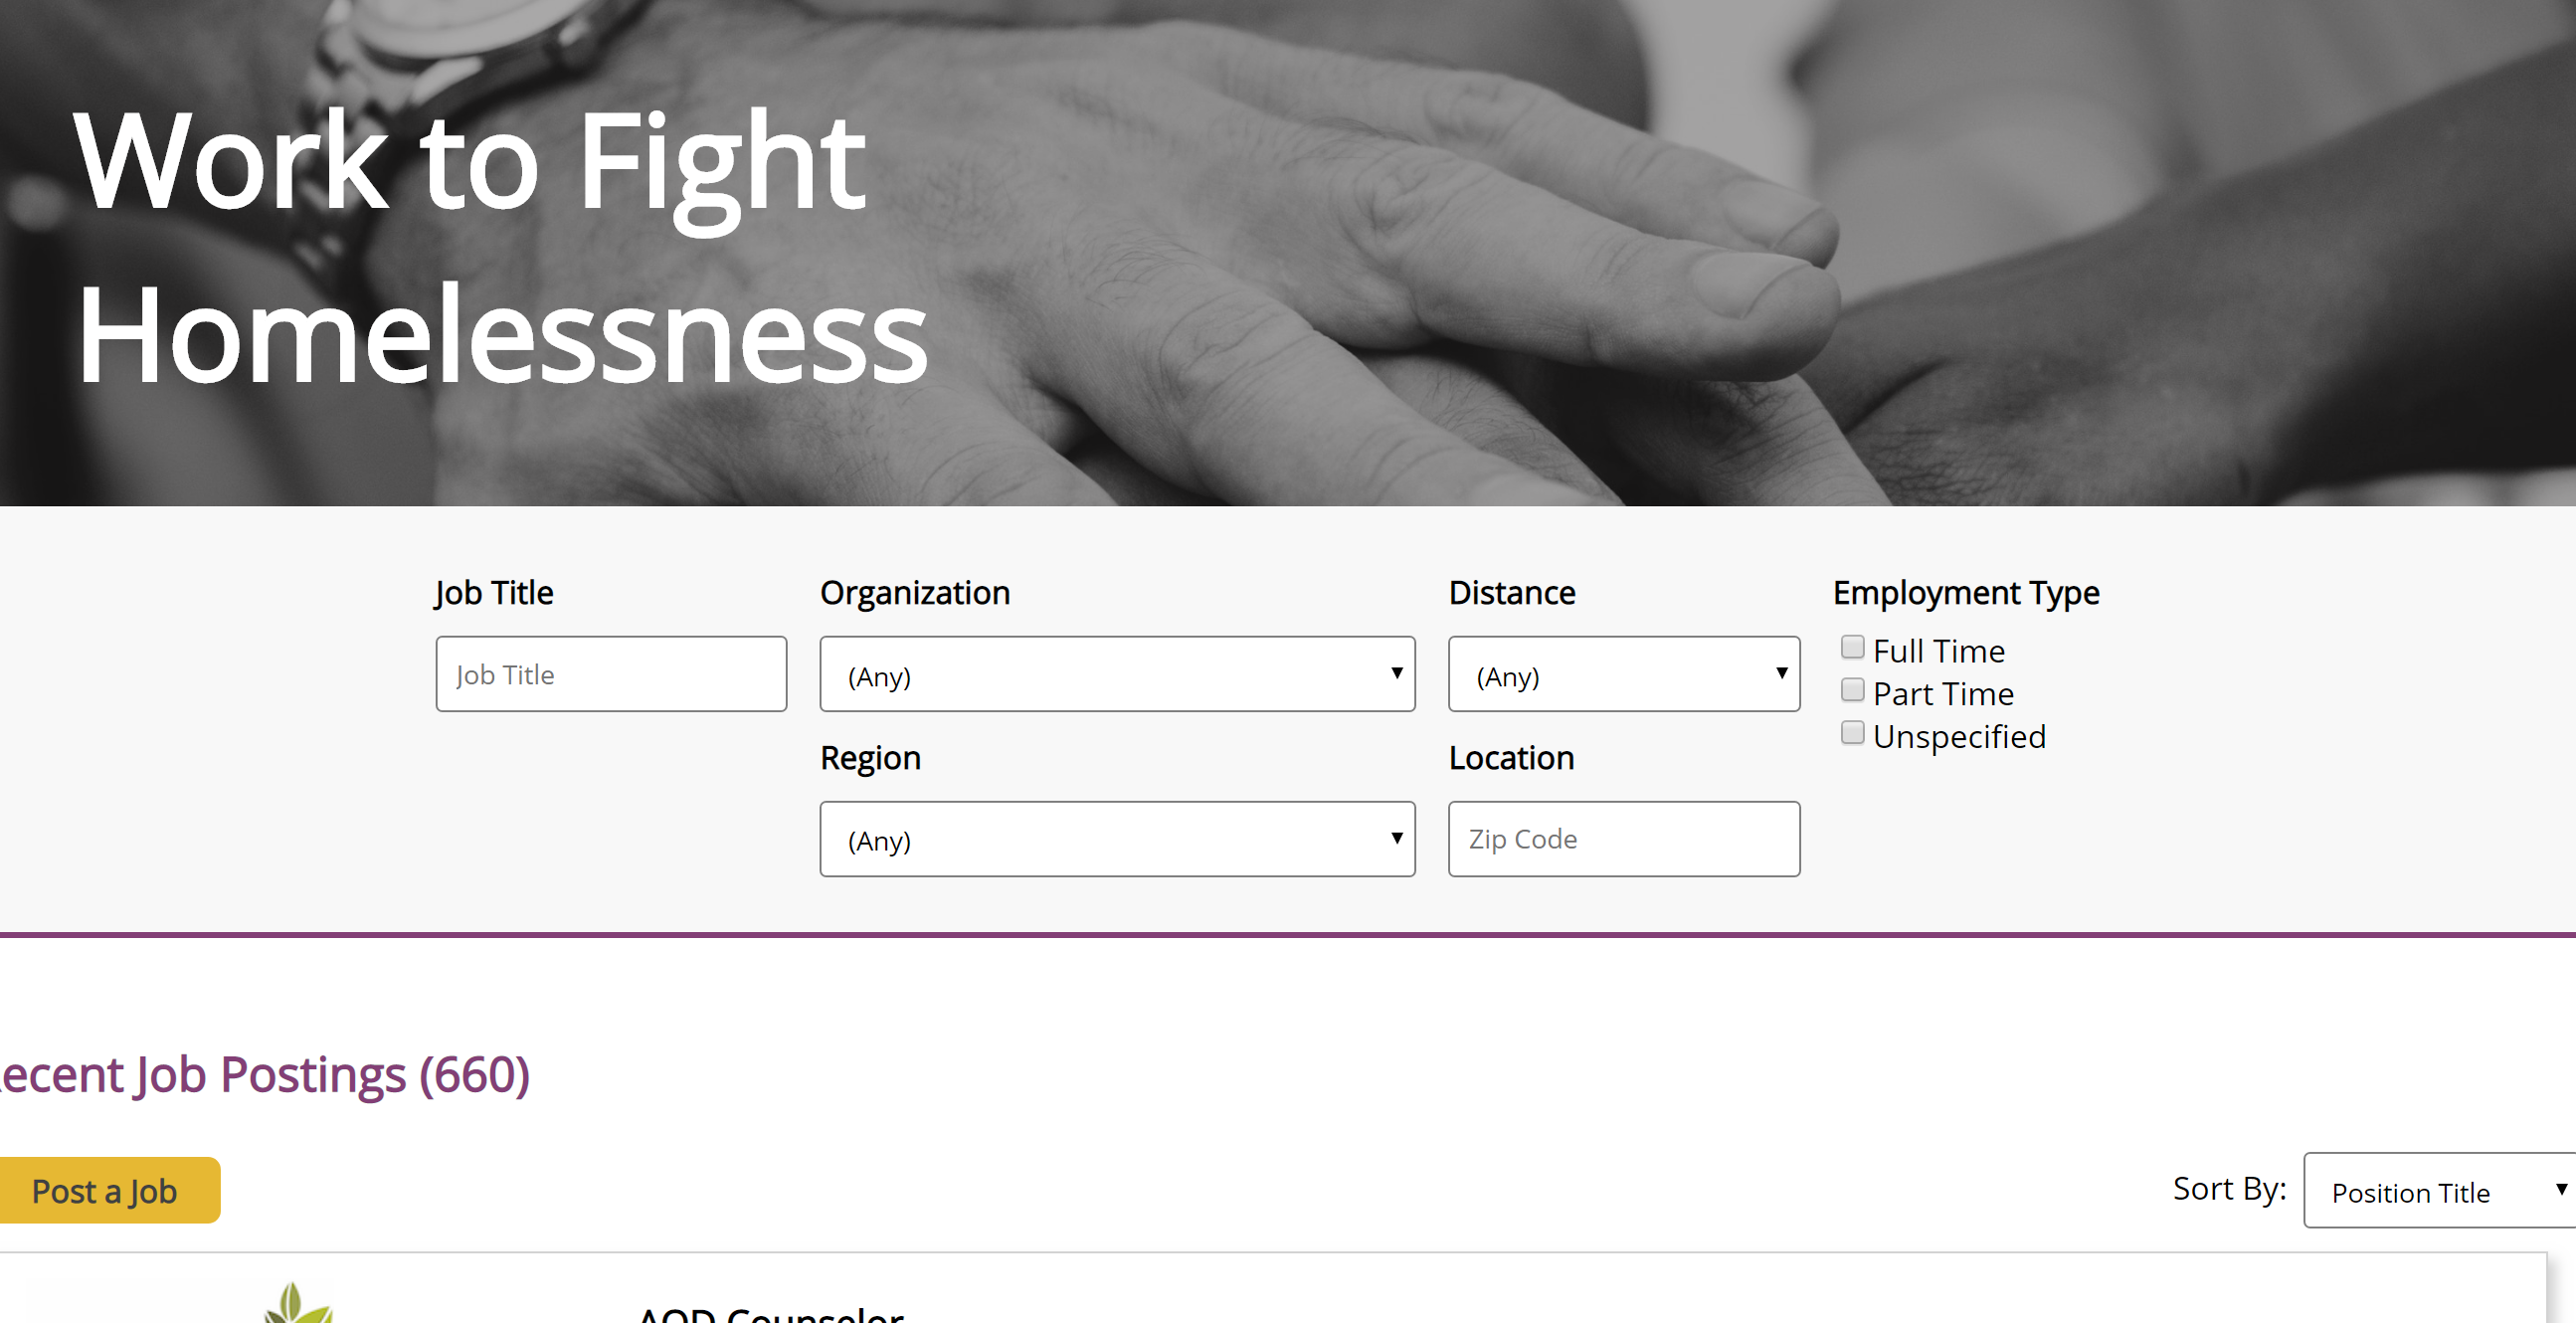 Work to Fight
Homelessness
Job Title
Organization
Distance
Employment Type
Job Title
(Any)
(Any)
Full Time
Part Time
Unspecified
Region
Location
(Any)
Zip Code
ecent Job Postings (660)
Post a Job
Sort By:
Position Title
AOD Counselor